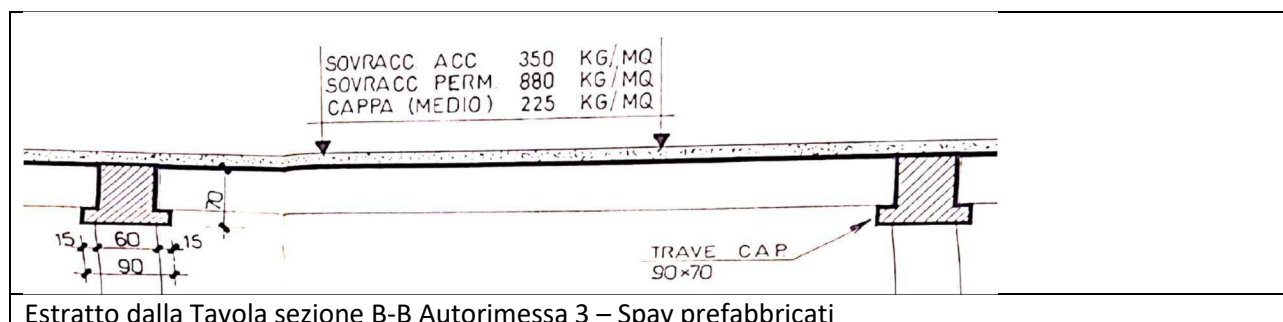 SOVRACC ACC 350 KG/MQ
SOVRACC PERM. 880 KG/MQ
CAPPA (MEDIO) 225 KG/MQ
70
15 60 15
90
TRAVE CAP.
90×70
Estratto dalla Tavola sezione B-B Autorimessa 3 – Spav prefabbricati